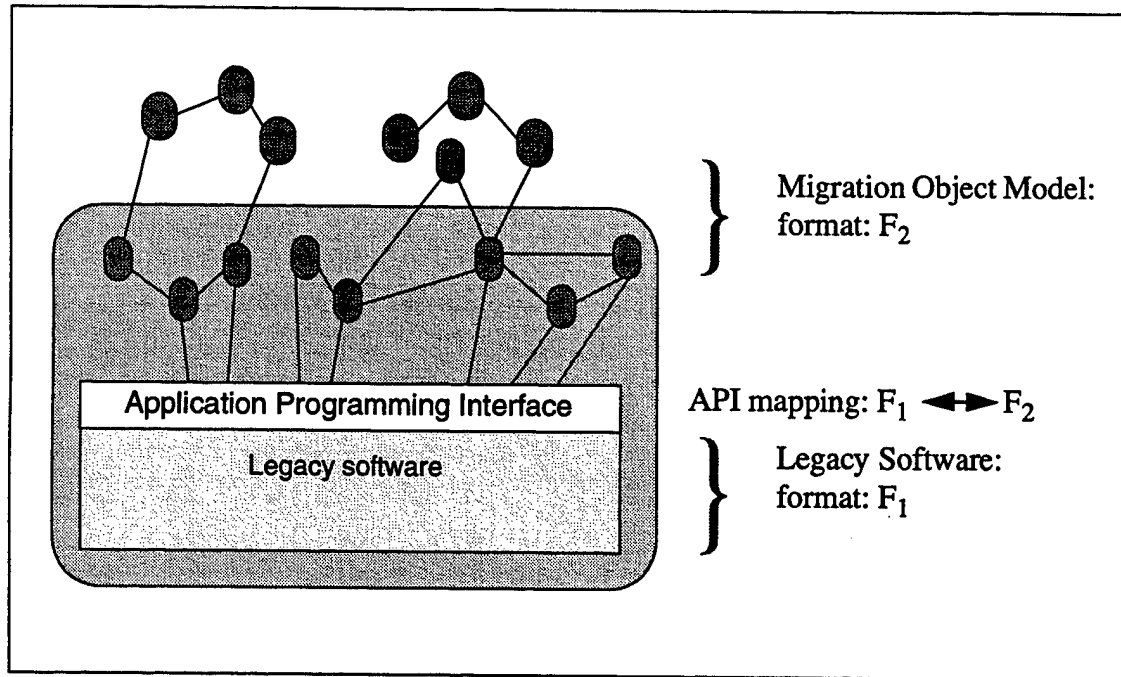 Migration Object Model:
format: F₂
Application Programming Interface
API mapping: F₁ ◄► F₂
Legacy software
Legacy Software:
format: F₁